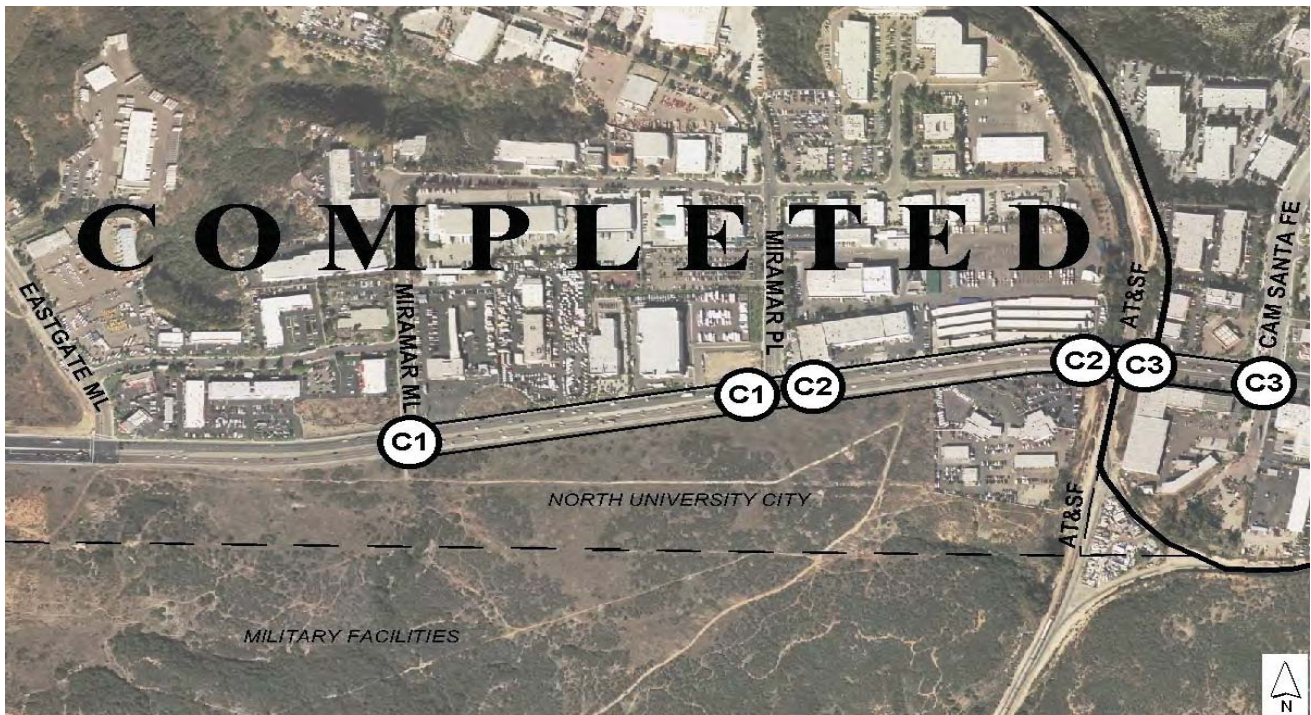 COMPLETED
EASTGATE ML
MIRAMAR ML
MIRAMAR PL
AT&SF
CAM SANTA FE
C1
C1
C2
C2
C3
C3
NORTH UNIVERSITY CITY
AT&SF
MILITARY FACILITIES
N